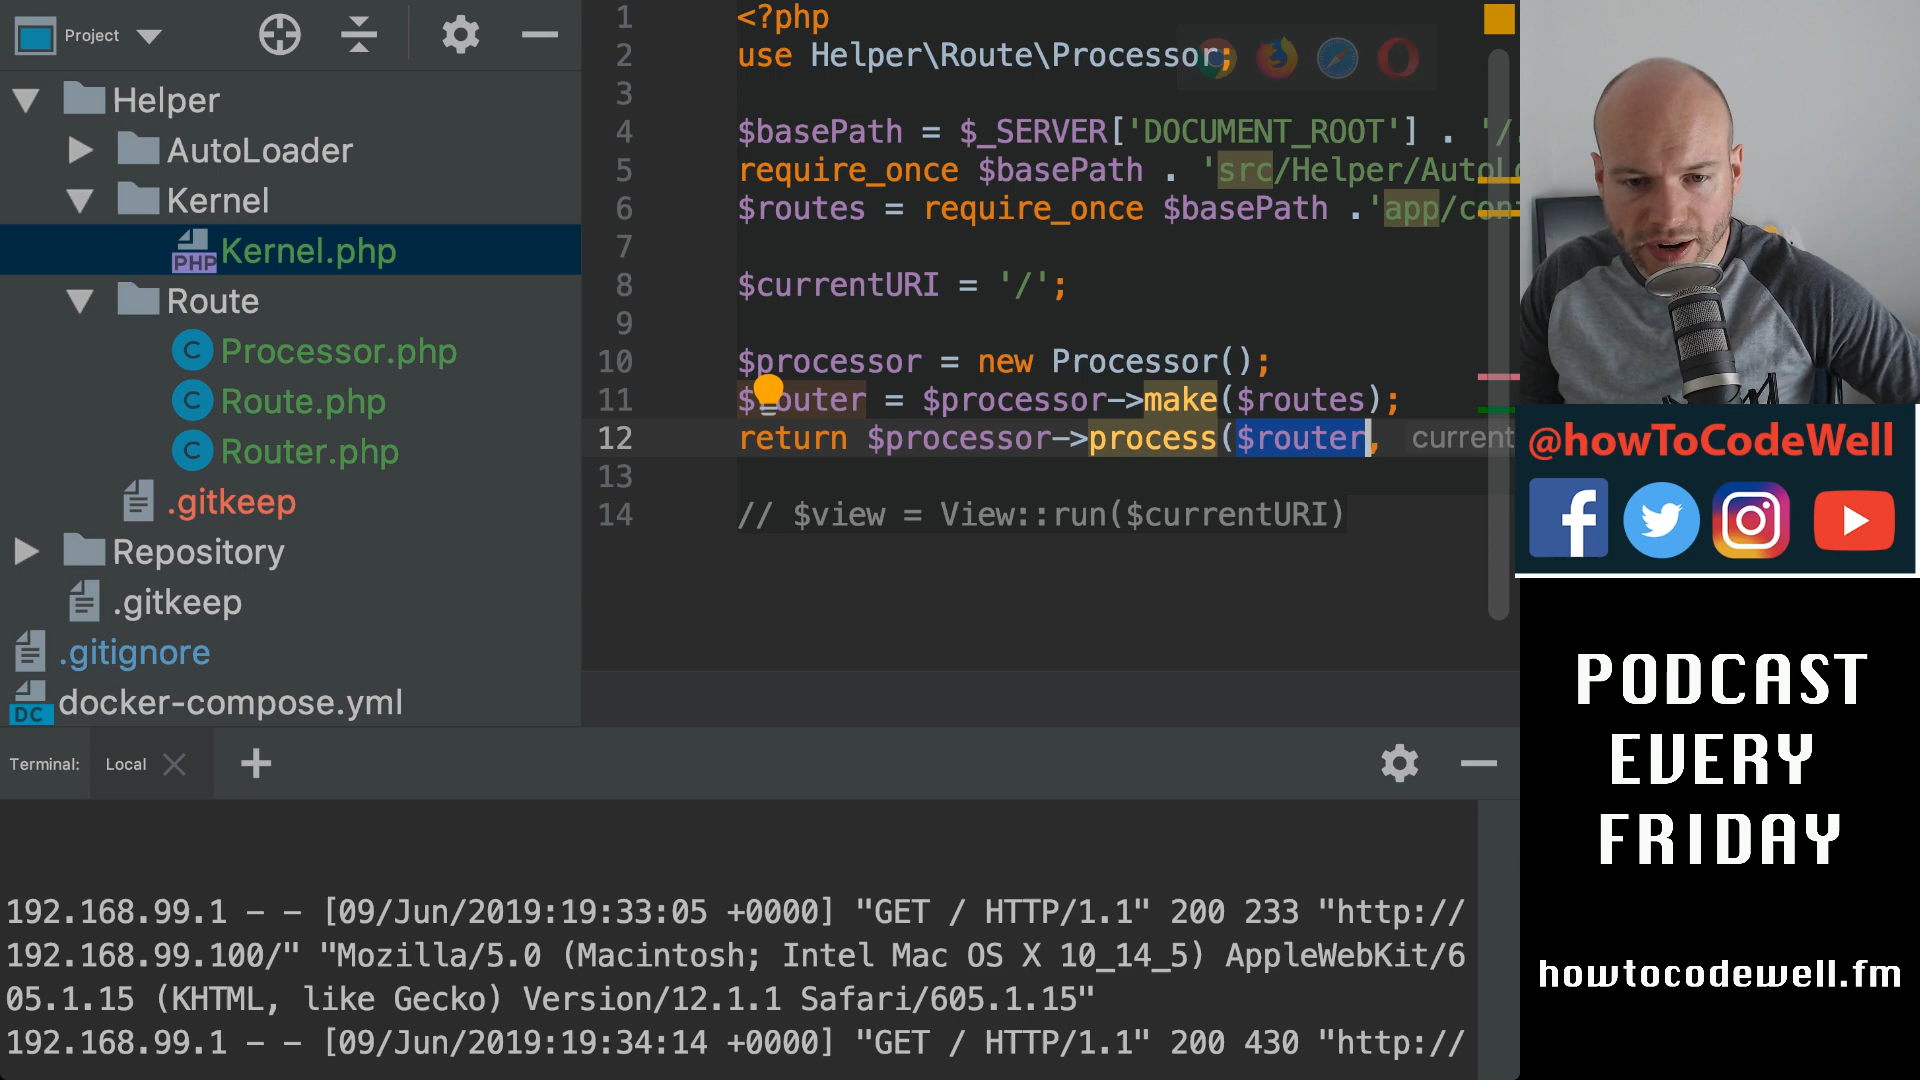 Project
Helper
AutoLoader
Kernel
PHP Kernel.php
Route
C Processor.php
C Route.php
C Router.php
.gitkeep
Repository
.gitkeep
.gitignore
DC docker-compose.yml
1 <?php
2 use Helper\Route\Processor;
3
4 $basePath = $_SERVER['DOCUMENT_ROOT'] . '/
5 require_once $basePath . 'src/Helper/AutoL
6 $routes = require_once $basePath .'app/con
7
8 $currentURI = '/';
9
10 $processor = new Processor();
11 $router = $processor->make($routes);
12 return $processor->process($router, current
13
14 // $view = View::run($currentURI)
Terminal: Local
192.168.99.1 - - [09/Jun/2019:19:33:05 +0000] "GET / HTTP/1.1" 200 233 "http://
192.168.99.100/" "Mozilla/5.0 (Macintosh; Intel Mac OS X 10_14_5) AppleWebKit/6
05.1.15 (KHTML, like Gecko) Version/12.1.1 Safari/605.1.15"
192.168.99.1 - - [09/Jun/2019:19:34:14 +0000] "GET / HTTP/1.1" 200 430 "http://
@howToCodeWell
PODCAST
EVERY
FRIDAY
howtocodewell.fm